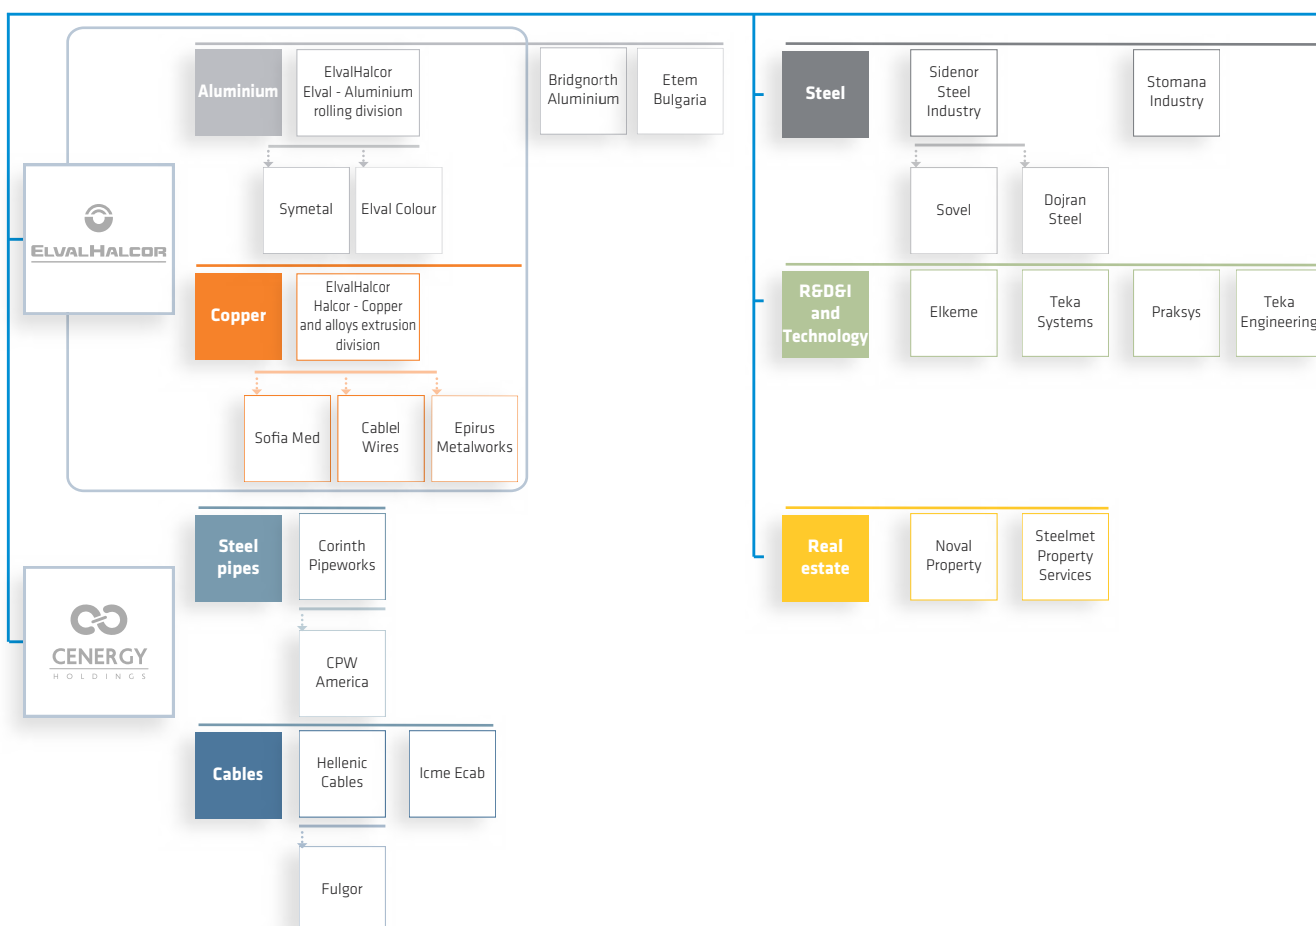 Aluminium
ElvalHalcor
Elval - Aluminium
rolling division
Bridgnorth
Aluminium
Etem
Bulgaria
Symetal
Elval Colour
ELVALHALCOR
Copper
ElvalHalcor
Halcor - Copper
and alloys extrusion
division
Sofia Med
Cablel
Wires
Epirus
Metalworks
Steel
pipes
Corinth
Pipeworks
CENERGY
HOLDINGS
CPW
America
Cables
Hellenic
Cables
Icme Ecab
Fulgor
Steel
Sidenor
Steel
Industry
Stomana
Industry
Sovel
Dojran
Steel
R&D&I
and
Technology
Elkeme
Teka
Systems
Praksys
Teka
Engineering
Real
estate
Noval
Property
Steelmet
Property
Services